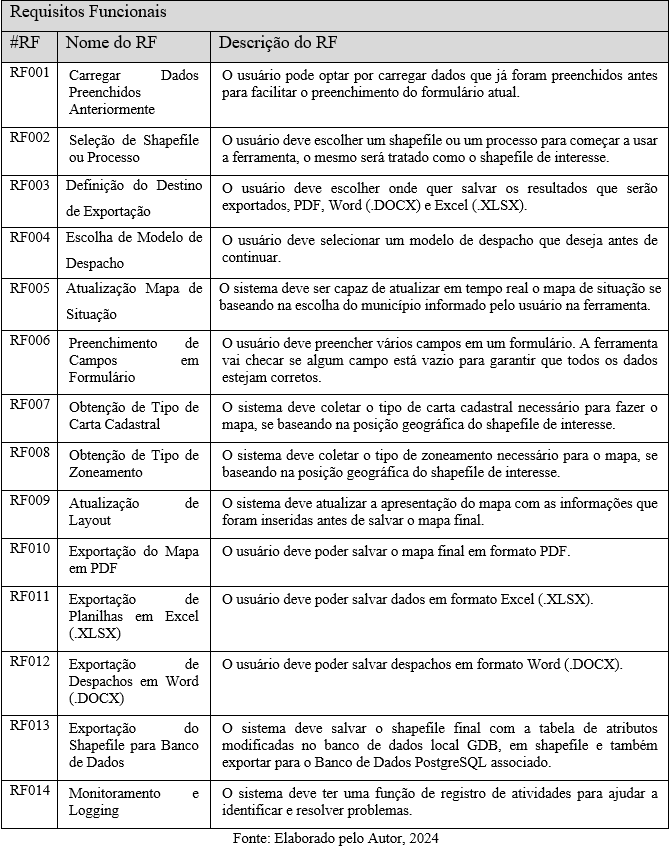 Requisitos Funcionais
#RF Nome do RF Descrição do RF
RF001 Carregar Dados Preenchidos Anteriormente
O usuário pode optar por carregar dados que já foram preenchidos antes
para facilitar o preenchimento do formulário atual.
RF002 Seleção de Shapefile ou Processo
O usuário deve escolher um shapefile ou um processo para começar a usar
a ferramenta, o mesmo será tratado como o shapefile de interesse.
RF003 Definição do Destino de Exportação
O usuário deve escolher onde quer salvar os resultados que serão
exportados, PDF, Word (.DOCX) e Excel (.XLSX).
RF004 Escolha de Modelo de Despacho
O usuário deve selecionar um modelo de despacho que deseja antes de
continuar.
RF005 Atualização Mapa de Situação
O sistema deve ser capaz de atualizar em tempo real o mapa de situação se
baseando na escolha do município informado pelo usuário na ferramenta.
RF006 Preenchimento de Campos em Formulário
O usuário deve preencher vários campos em um formulário. A ferramenta
vai checar se algum campo está vazio para garantir que todos os dados
estejam corretos.
RF007 Obtenção de Tipo de Carta Cadastral
O sistema deve coletar o tipo de carta cadastral necessário para fazer o
mapa, se baseando na posição geográfica do shapefile de interesse.
RF008 Obtenção de Tipo de Zoneamento
O sistema deve coletar o tipo de zoneamento necessário para o mapa, se
baseando na posição geográfica do shapefile de interesse.
RF009 Atualização de Layout
O sistema deve atualizar a apresentação do mapa com as informações que
foram inseridas antes de salvar o mapa final.
RF010 Exportação do Mapa em PDF
O usuário deve poder salvar o mapa final em formato PDF.
RF011 Exportação de Planilhas em Excel (.XLSX)
O usuário deve poder salvar dados em formato Excel (.XLSX).
RF012 Exportação de Despachos em Word (.DOCX)
O usuário deve poder salvar despachos em formato Word (.DOCX).
RF013 Exportação do Shapefile para Banco de Dados
O sistema deve salvar o shapefile final com a tabela de atributos
modificadas no banco de dados local GDB, em shapefile e também
exportar para o Banco de Dados PostgreSQL associado.
RF014 Monitoramento e Logging
O sistema deve ter uma função de registro de atividades para ajudar a
identificar e resolver problemas.
Fonte: Elaborado pelo Autor, 2024